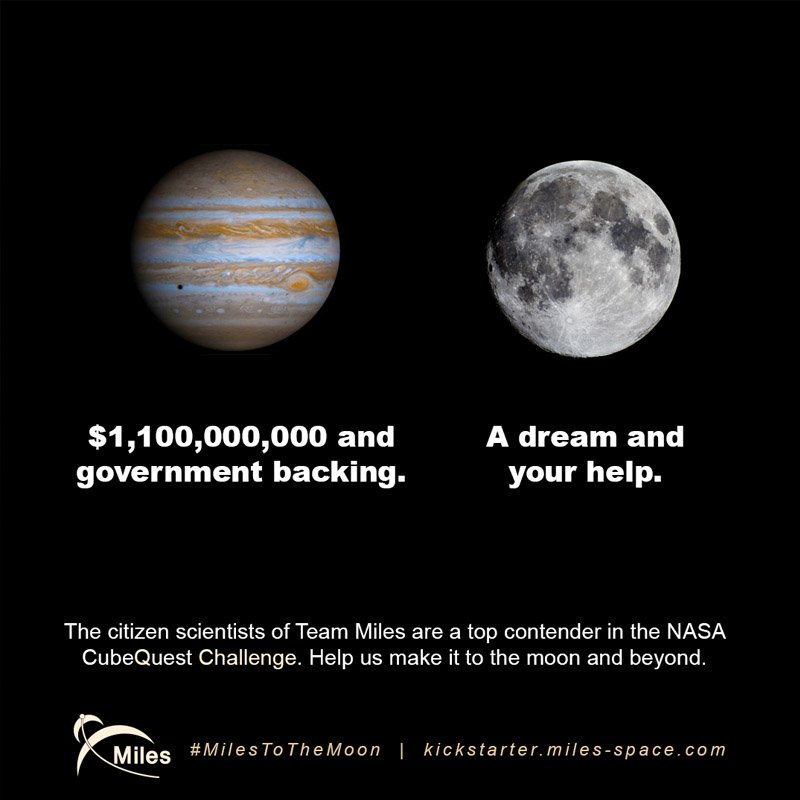 $1,100,000,000 and
government backing.
A dream and
your help.
The citizen scientists of Team Miles are a top contender in the NASA
CubeQuest Challenge. Help us make it to the moon and beyond.
Miles
#MilesToTheMoon | kickstarter.miles-space.com